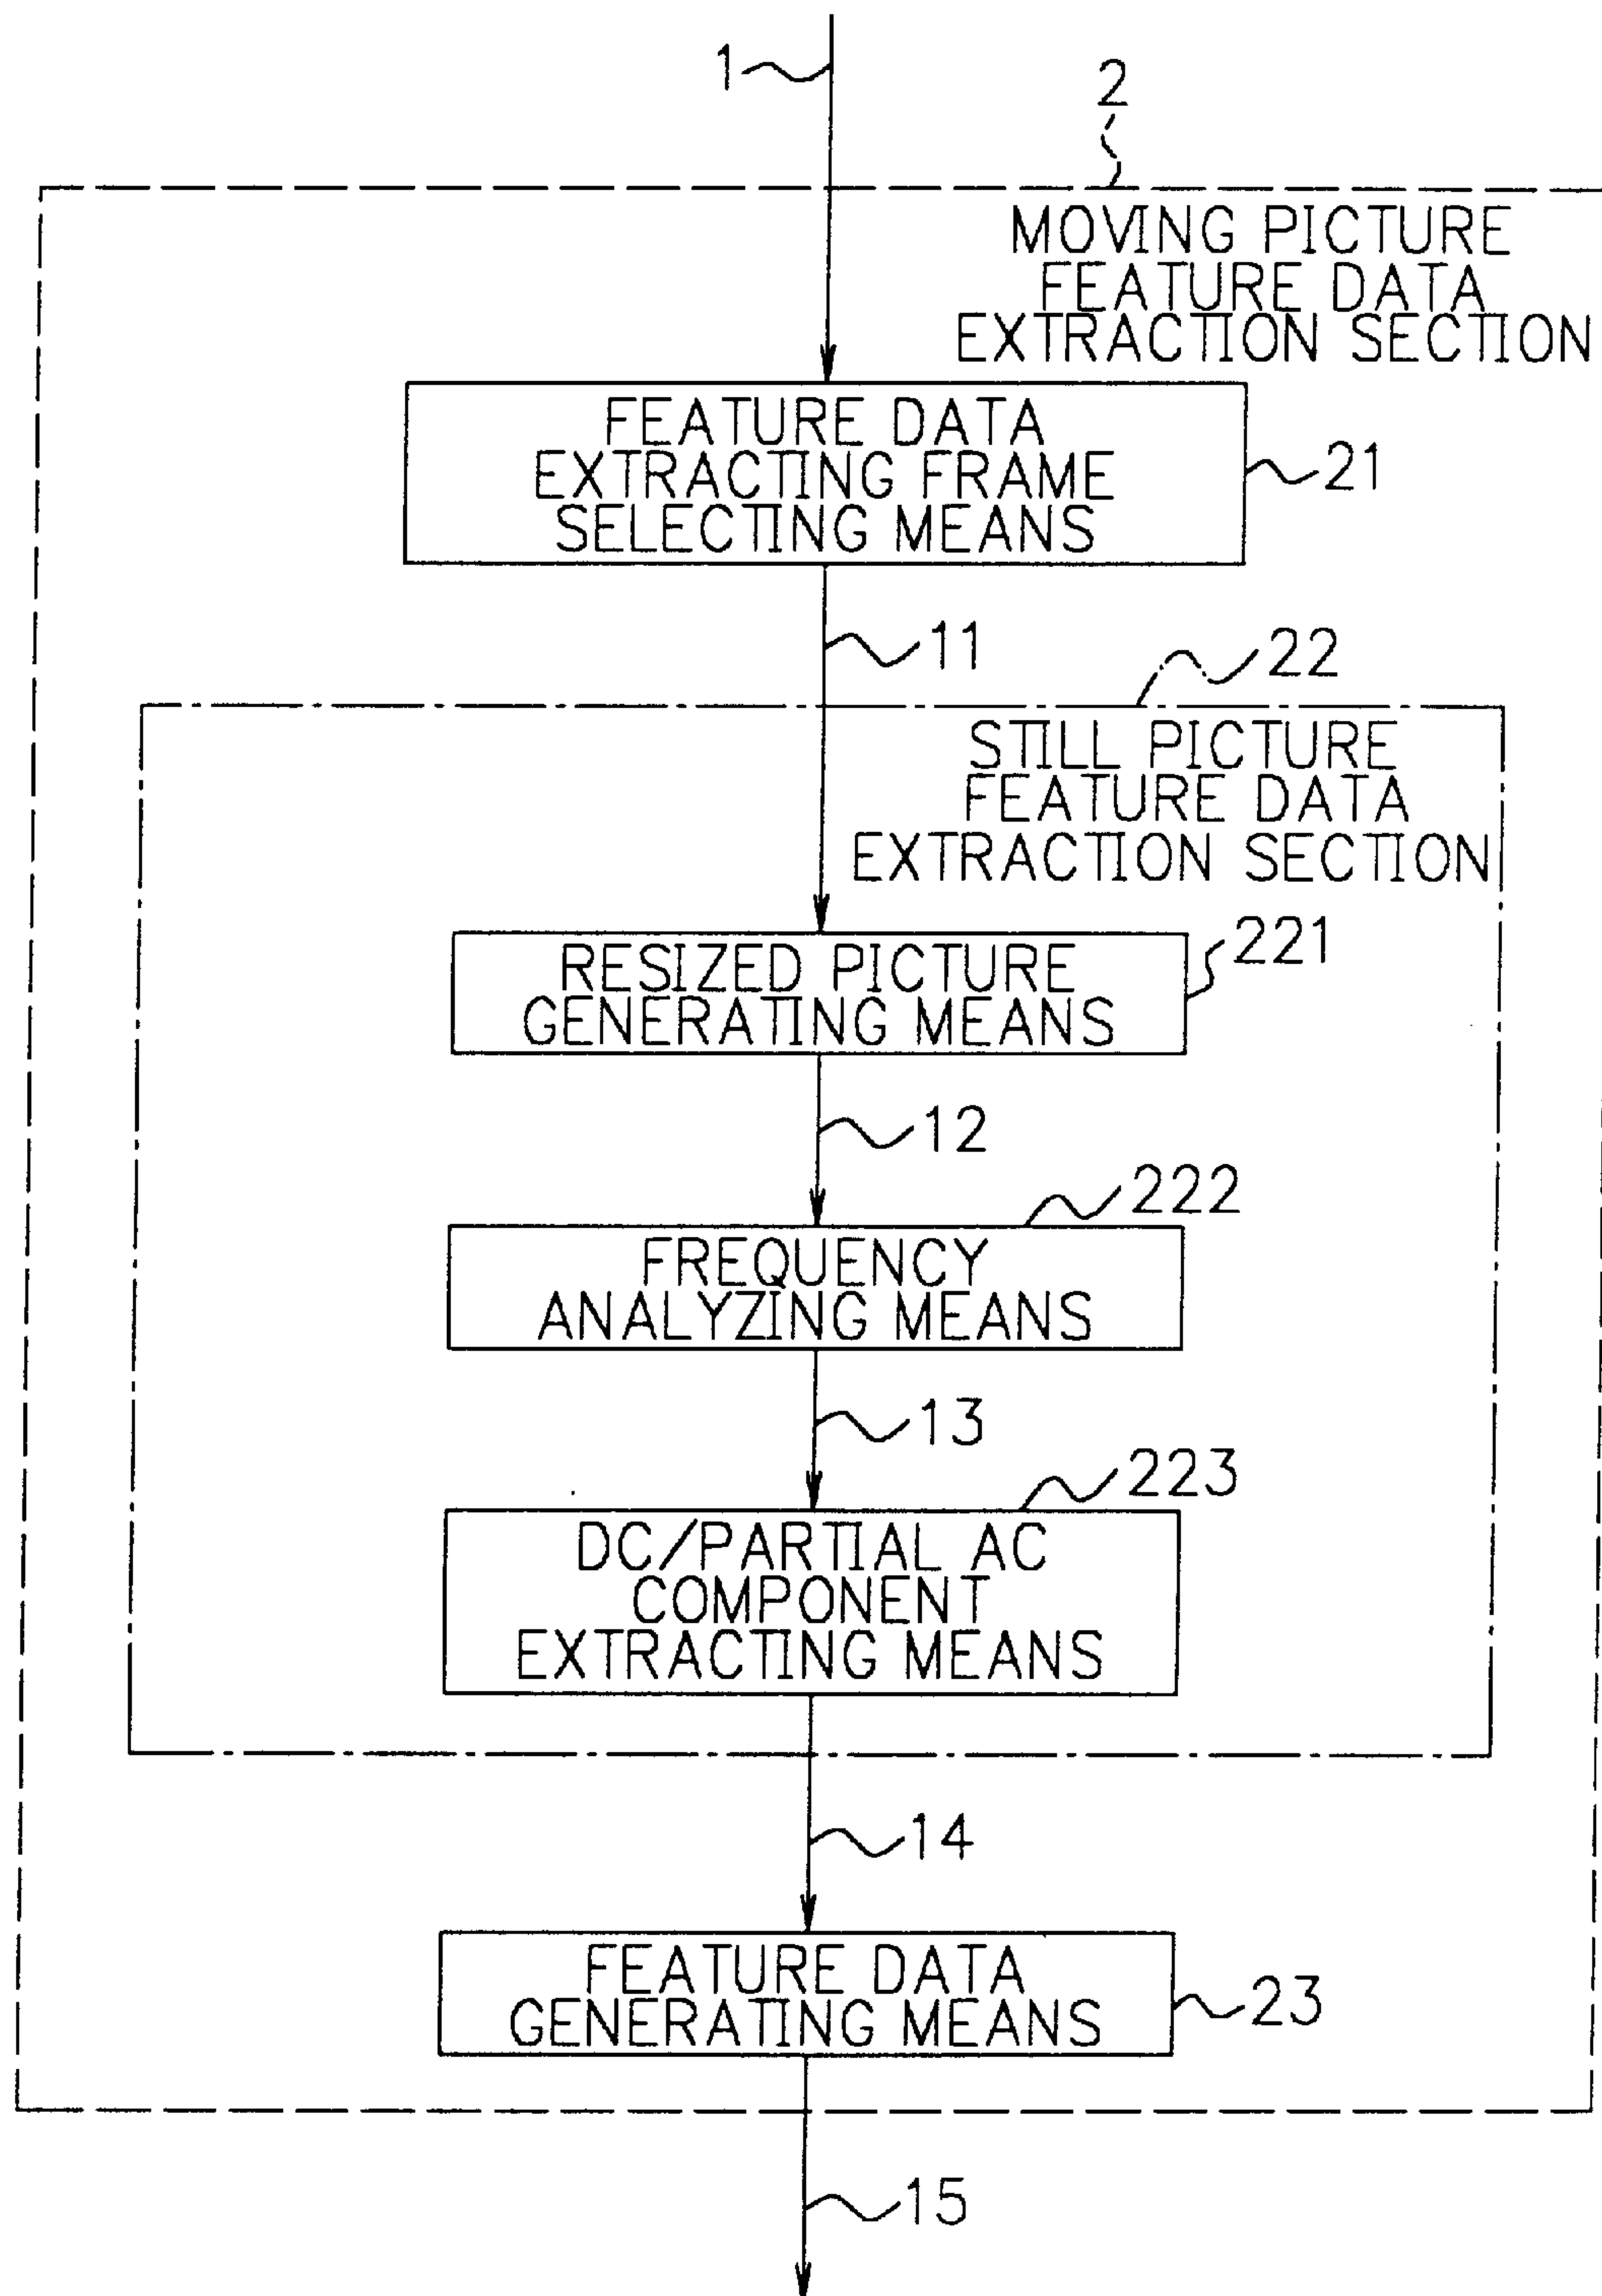 1
2
MOVING PICTURE
FEATURE DATA
EXTRACTION SECTION
FEATURE DATA
EXTRACTING FRAME
SELECTING MEANS
21
11
22
STILL PICTURE
FEATURE DATA
EXTRACTION SECTION
RESIZED PICTURE
GENERATING MEANS
221
12
222
FREQUENCY
ANALYZING MEANS
13
223
DC/PARTIAL AC
COMPONENT
EXTRACTING MEANS
14
FEATURE DATA
GENERATING MEANS
23
15